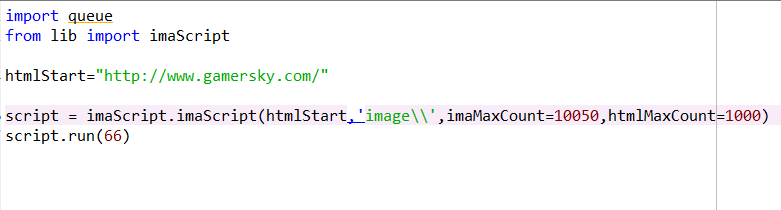 import queue
from lib import imaScript
htmlStart="http://www.gamersky.com/"
script = imaScript.imaScript(htmlStart,'image\\',imaMaxCount=10050,htmlMaxCount=1000)
script.run(66)